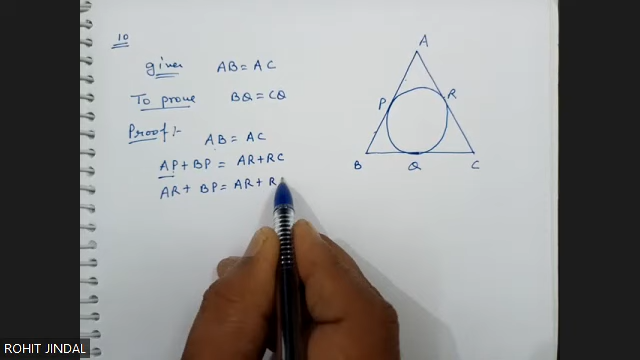 10
given AB = AC
To prove BQ = CQ
Proof:-
AB = AC
AP + BP = AR + RC
AR + BP = AR + R
A
P
R
B
Q
C
ROHIT JINDAL